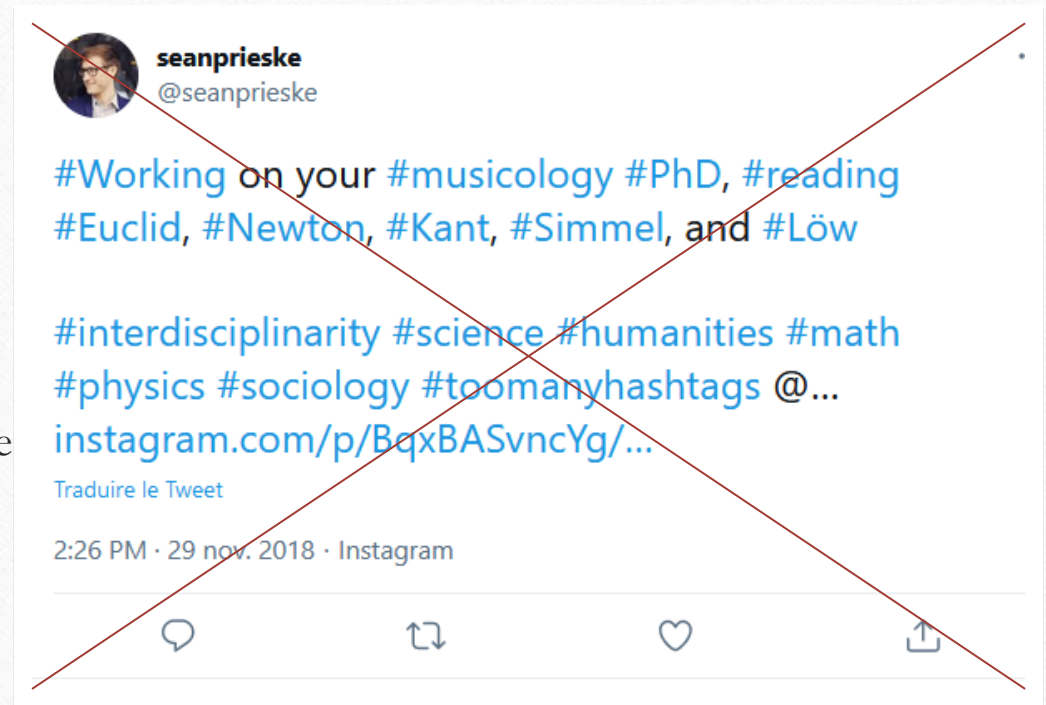 seanprieske
@seanprieske
#Working on your #musicology #PhD, #reading
#Euclid, #Newton, #Kant, #Simmel, and #Löw
#interdisciplinarity #science #humanities #math
#physics #sociology #toomanyhashtags @...
e
instagram.com/p/BqxBASvncYg/...
Traduire le Tweet
2:26 PM · 29 nov. 2018 · Instagram